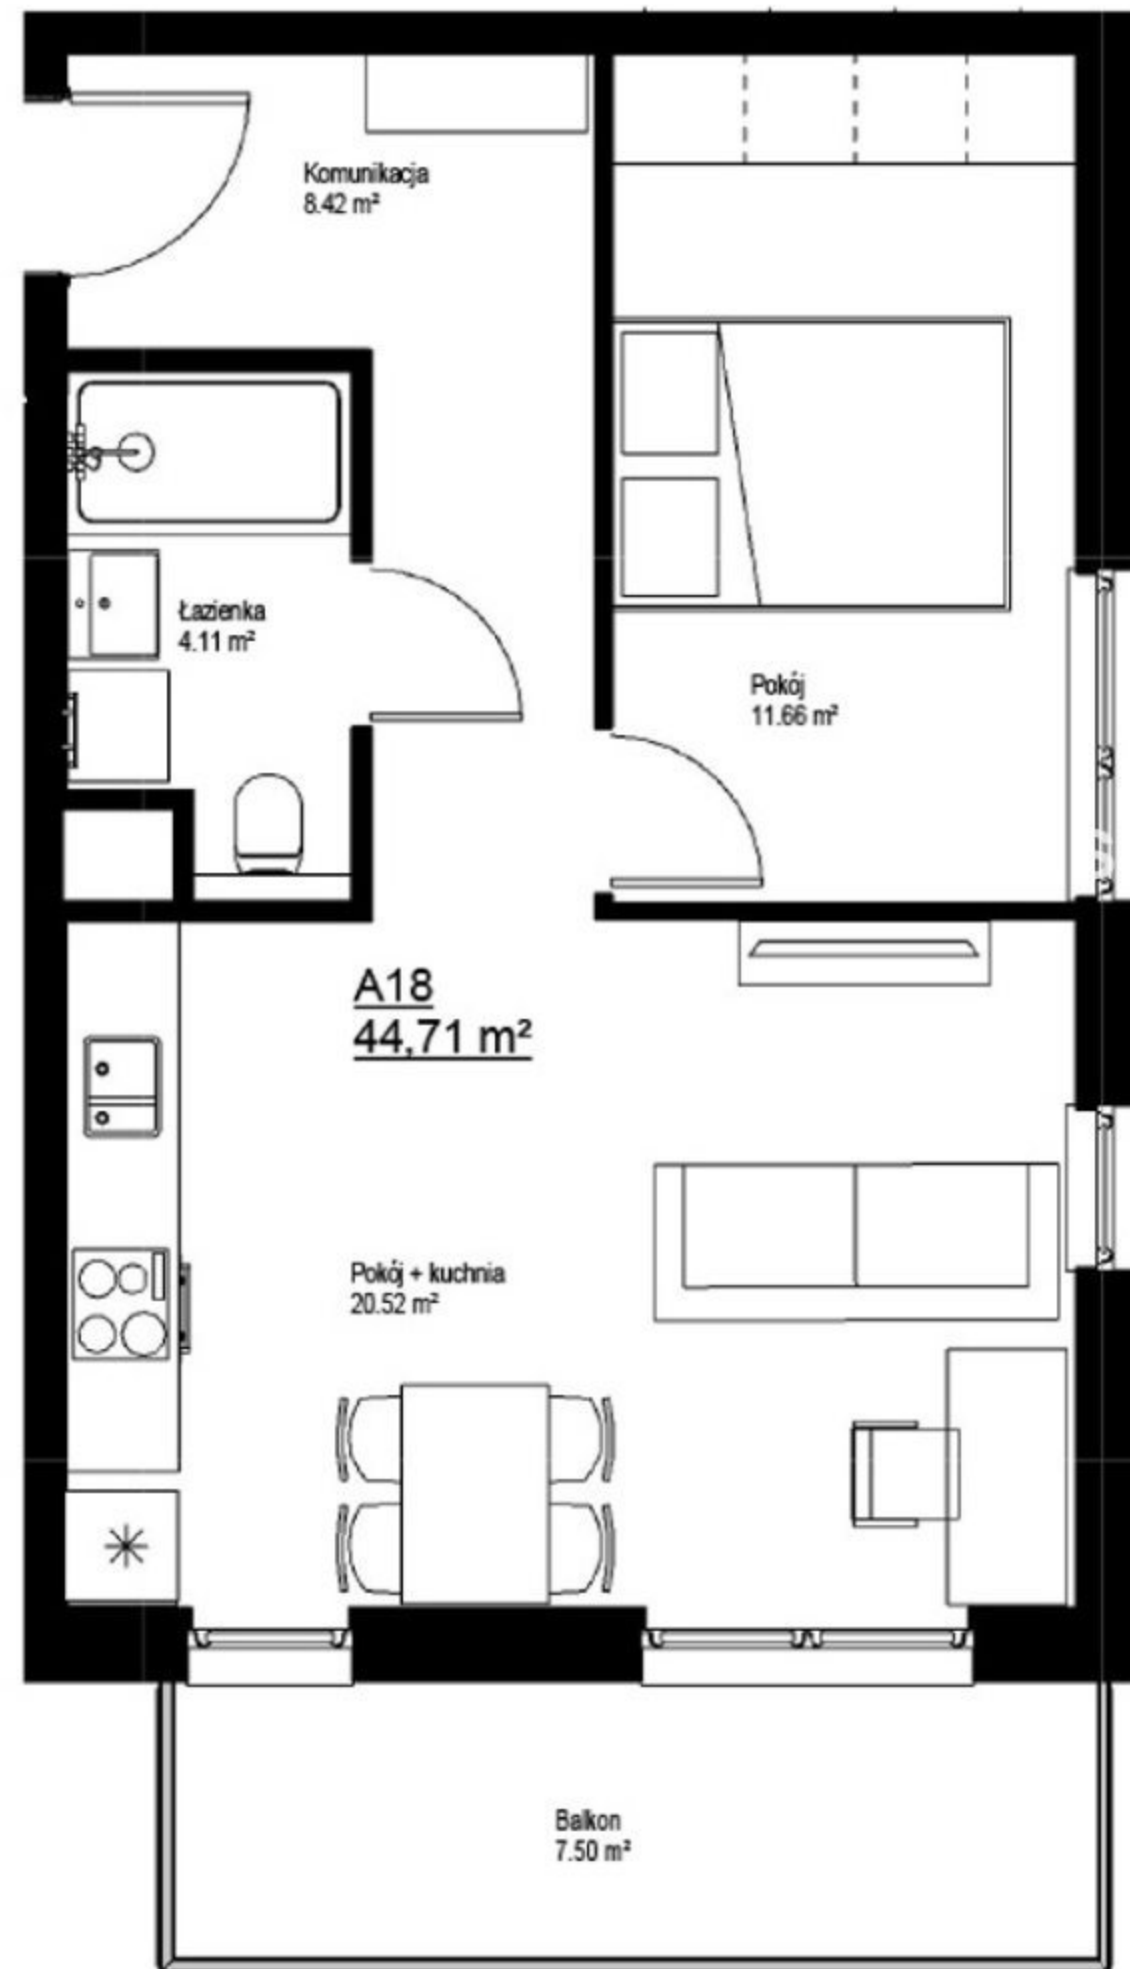 Komunikacja
8.42 m²
Łazienka
4.11 m²
Pokój
11.66 m²
A18
44,71 m²
Pokój + kuchnia
20.52 m²
Balkon
7.50 m²